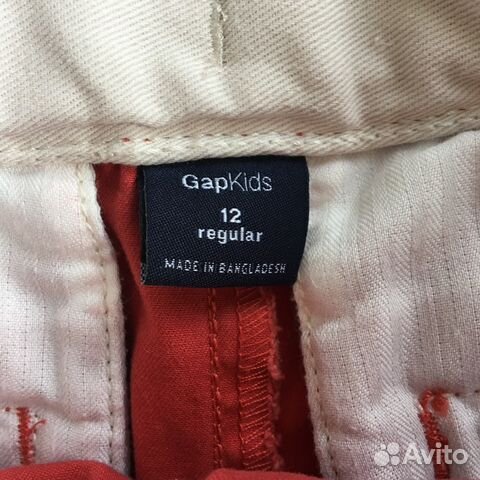 GapKids
12
regular
MADE IN BANGLADESH
Avito